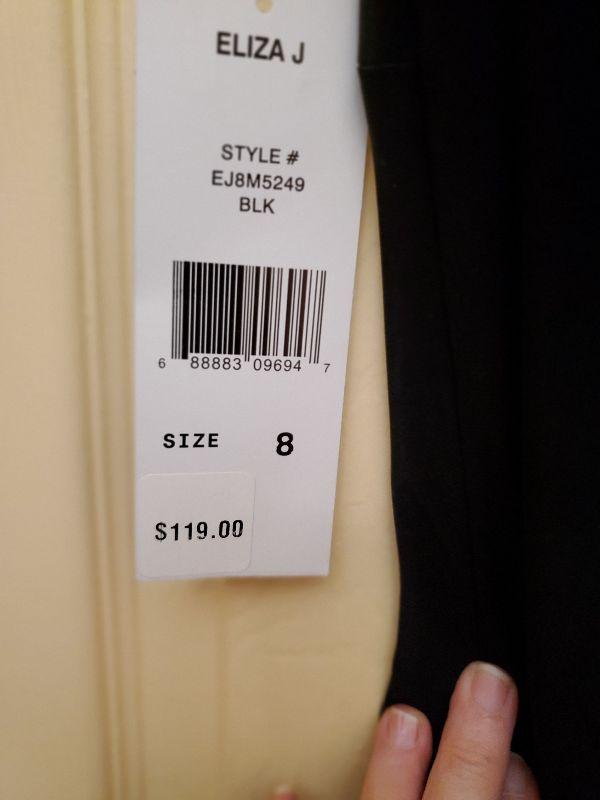 ELIZA J
STYLE #
EJ8M5249
BLK
6 88883 09694 7
SIZE 8
$119.00